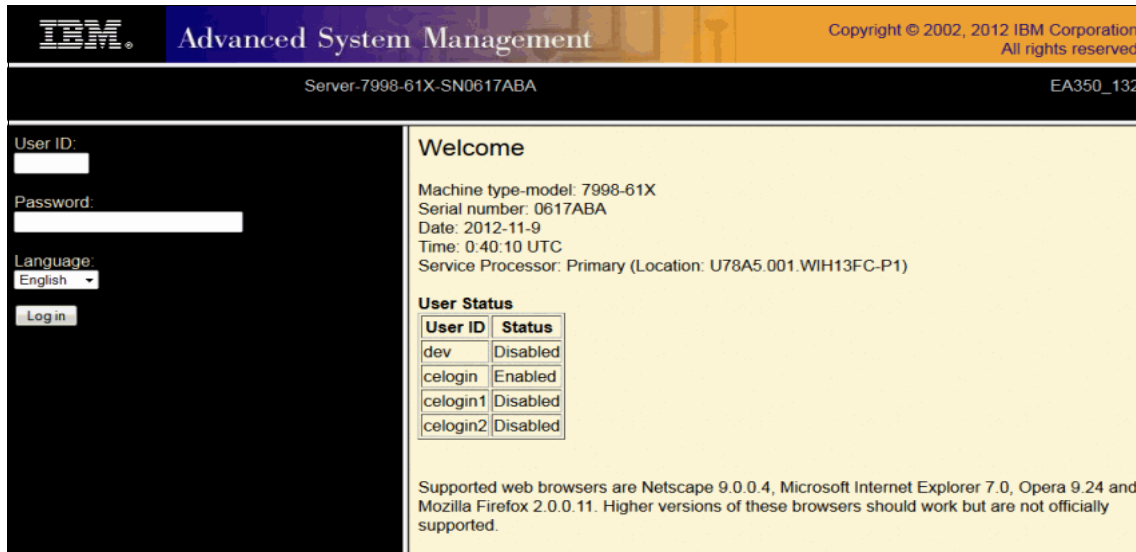 IBM®
Advanced System Management
Copyright © 2002, 2012 IBM Corporation
All rights reserved
Server-7998-61X-SN0617ABA
EA350_132
User ID:
Password:
Language:
English
Log in
Welcome
Machine type-model: 7998-61X
Serial number: 0617ABA
Date: 2012-11-9
Time: 0:40:10 UTC
Service Processor: Primary (Location: U78A5.001.WIH13FC-P1)
User Status
User ID Status
dev Disabled
celogin Enabled
celogin1 Disabled
celogin2 Disabled
Supported web browsers are Netscape 9.0.0.4, Microsoft Internet Explorer 7.0, Opera 9.24 and
Mozilla Firefox 2.0.0.11. Higher versions of these browsers should work but are not officially
supported.